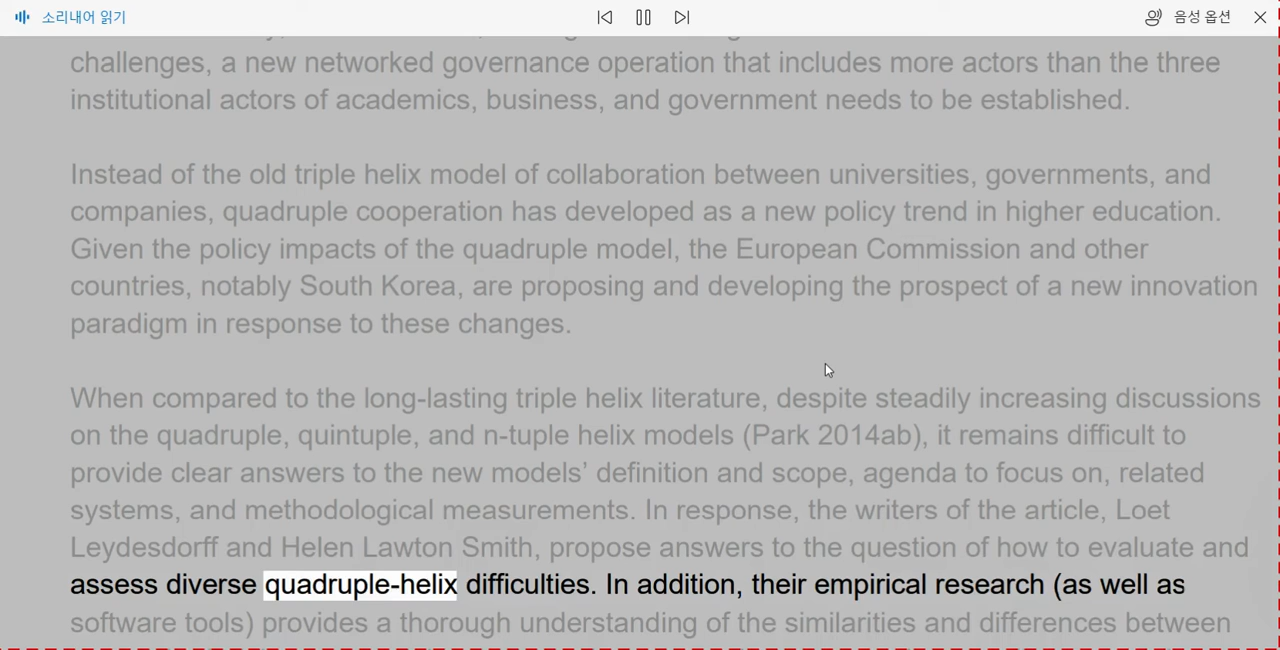 소리내어 읽기
음성 옵션
challenges, a new networked governance operation that includes more actors than the three
institutional actors of academics, business, and government needs to be established.
Instead of the old triple helix model of collaboration between universities, governments, and
companies, quadruple cooperation has developed as a new policy trend in higher education.
Given the policy impacts of the quadruple model, the European Commission and other
countries, notably South Korea, are proposing and developing the prospect of a new innovation
paradigm in response to these changes.
When compared to the long-lasting triple helix literature, despite steadily increasing discussions
on the quadruple, quintuple, and n-tuple helix models (Park 2014ab), it remains difficult to
provide clear answers to the new models’ definition and scope, agenda to focus on, related
systems, and methodological measurements. In response, the writers of the article, Loet
Leydesdorff and Helen Lawton Smith, propose answers to the question of how to evaluate and
assess diverse quadruple-helix difficulties. In addition, their empirical research (as well as
software tools) provides a thorough understanding of the similarities and differences between